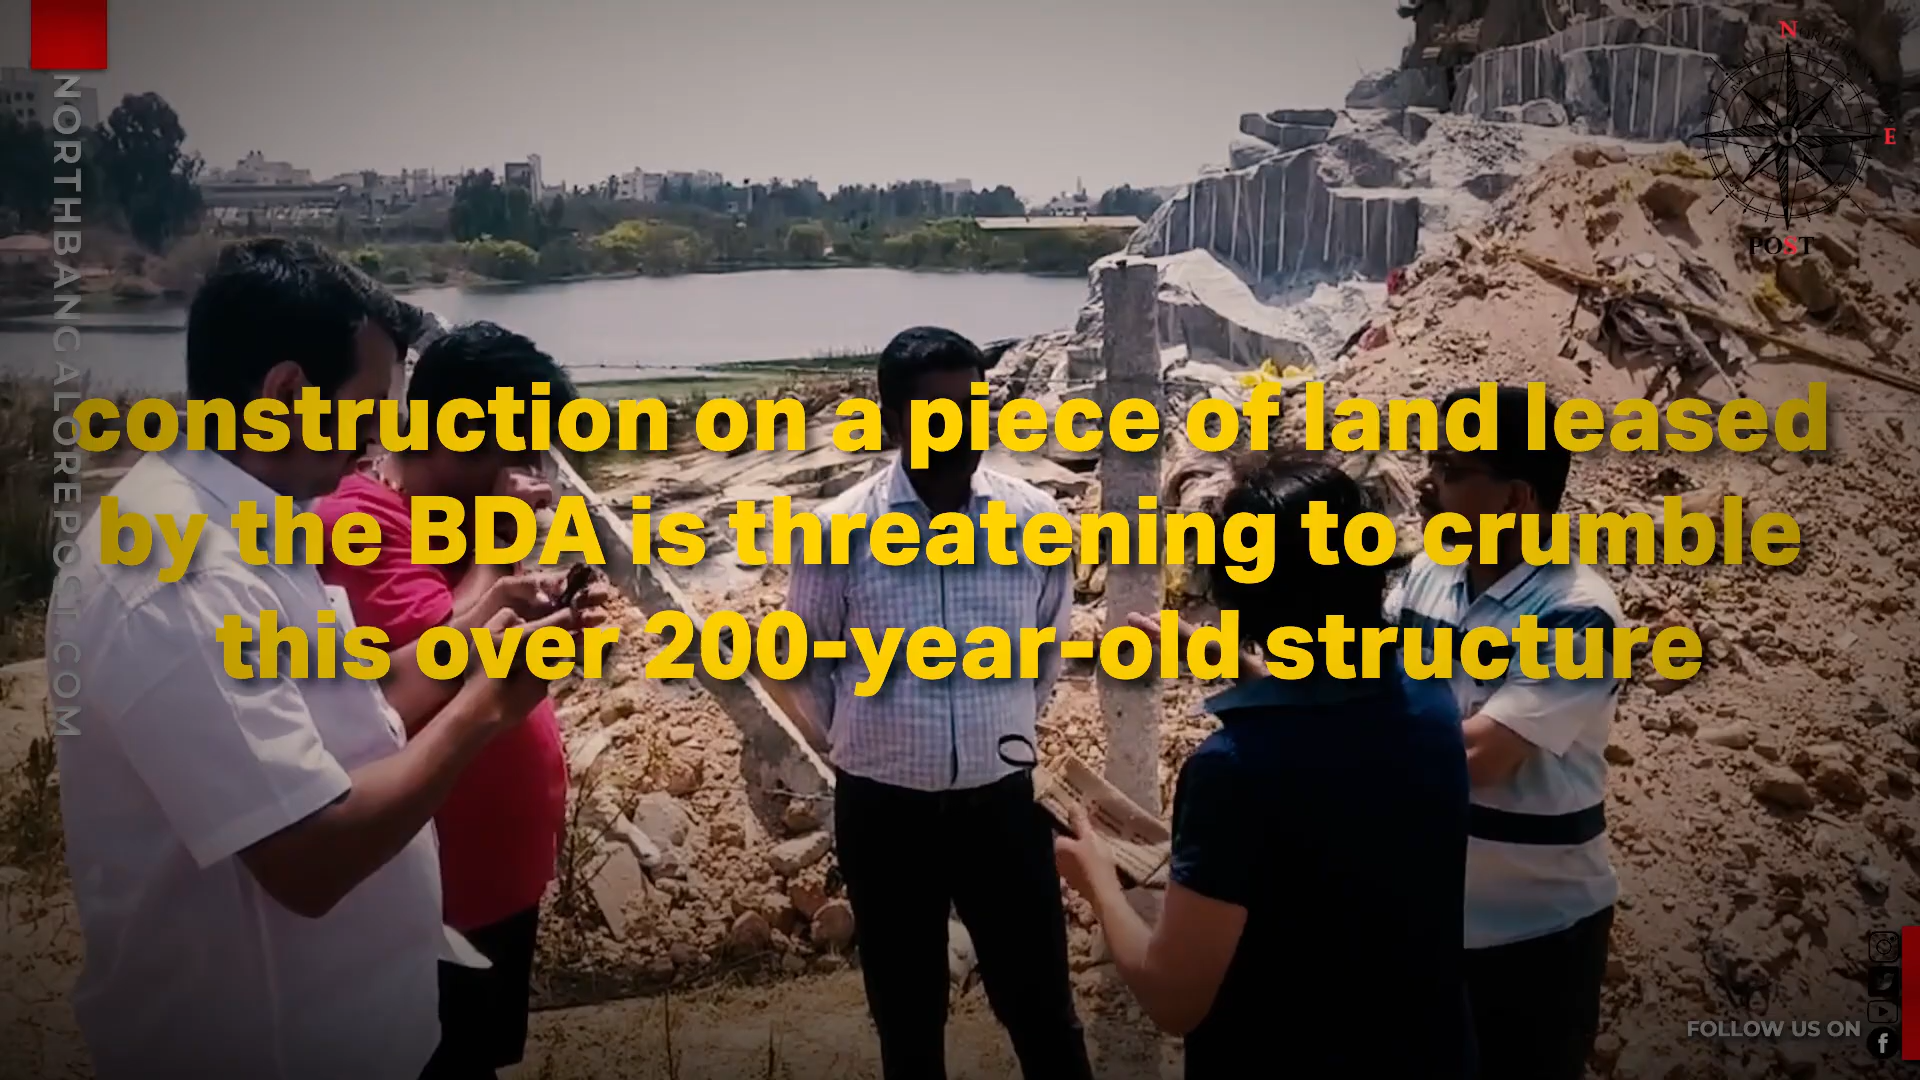 NORTHBANGALOREPOST.COM
N
E
POST
construction on a piece of land leased
by the BDA is threatening to crumble
this over 200-year-old structure
FOLLOW US ON